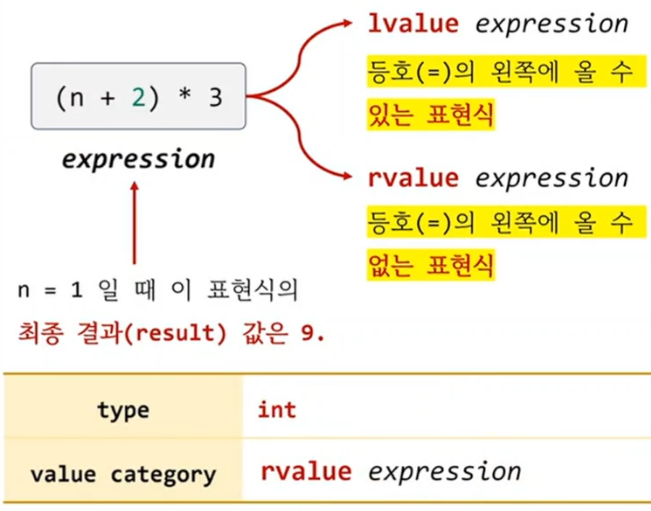 lvalue expression
등호(=)의 왼쪽에 올 수
있는 표현식
(n + 2) * 3
expression
rvalue expression
등호(=)의 왼쪽에 올 수
없는 표현식
n = 1 일 때 이 표현식의
최종 결과(result) 값은 9.
type int
value category rvalue expression